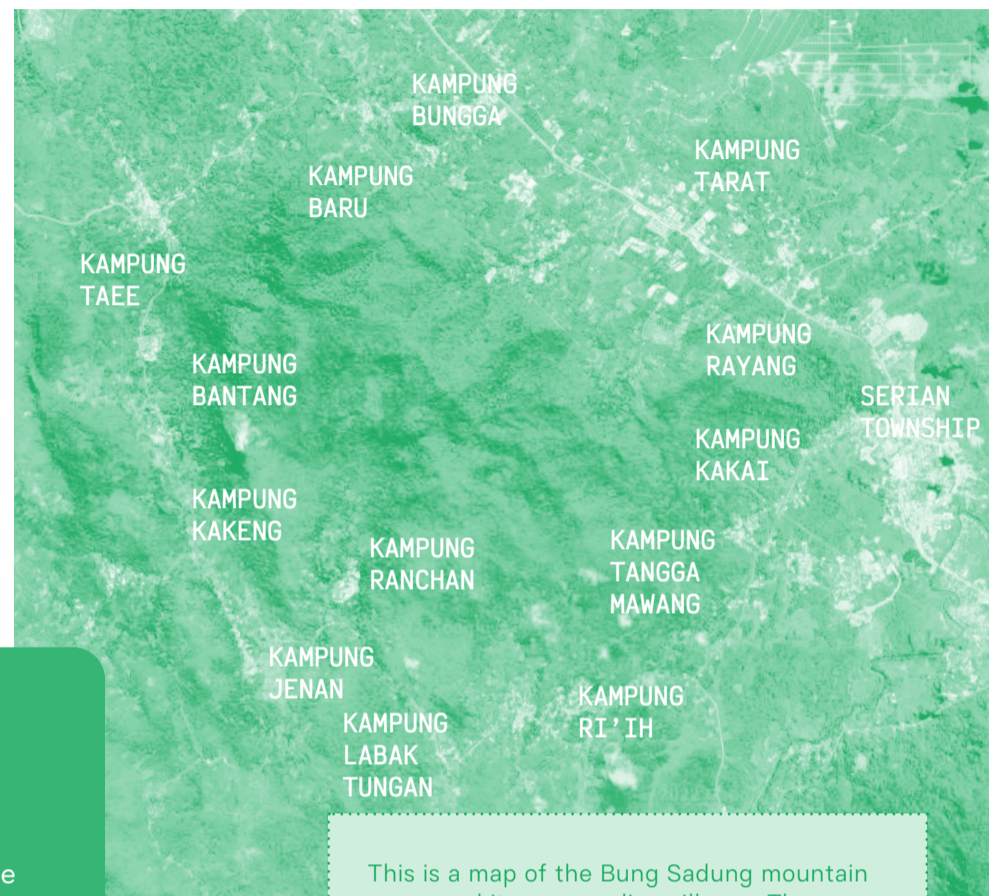 KAMPUNG
BUNGGA
KAMPUNG
TARAT
KAMPUNG
BARU
KAMPUNG
TAEE
KAMPUNG
RAYANG
KAMPUNG
BANTANG
SERIAN
TOWNSHIP
KAMPUNG
KAKAI
KAMPUNG
KAKENG
KAMPUNG
RANCHAN
KAMPUNG
TANGGA
MAWANG
KAMPUNG
JENAN
KAMPUNG
RI’IH
KAMPUNG
LABAK
TUNGAN
e
This is a map of the Bung Sadung mountain